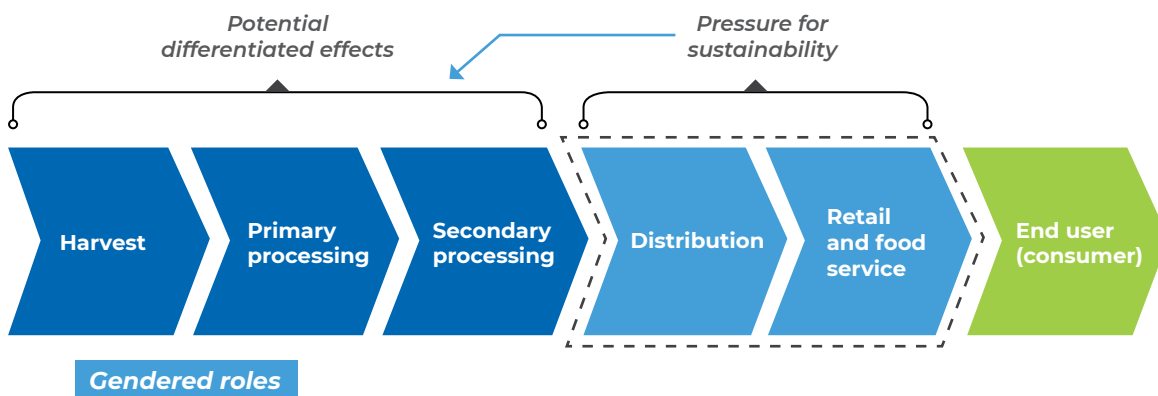 Potential
differentiated effects
Pressure for
sustainability
Harvest
Primary
processing
Secondary
processing
Distribution
Retail
and food
service
End user
(consumer)
Gendered roles